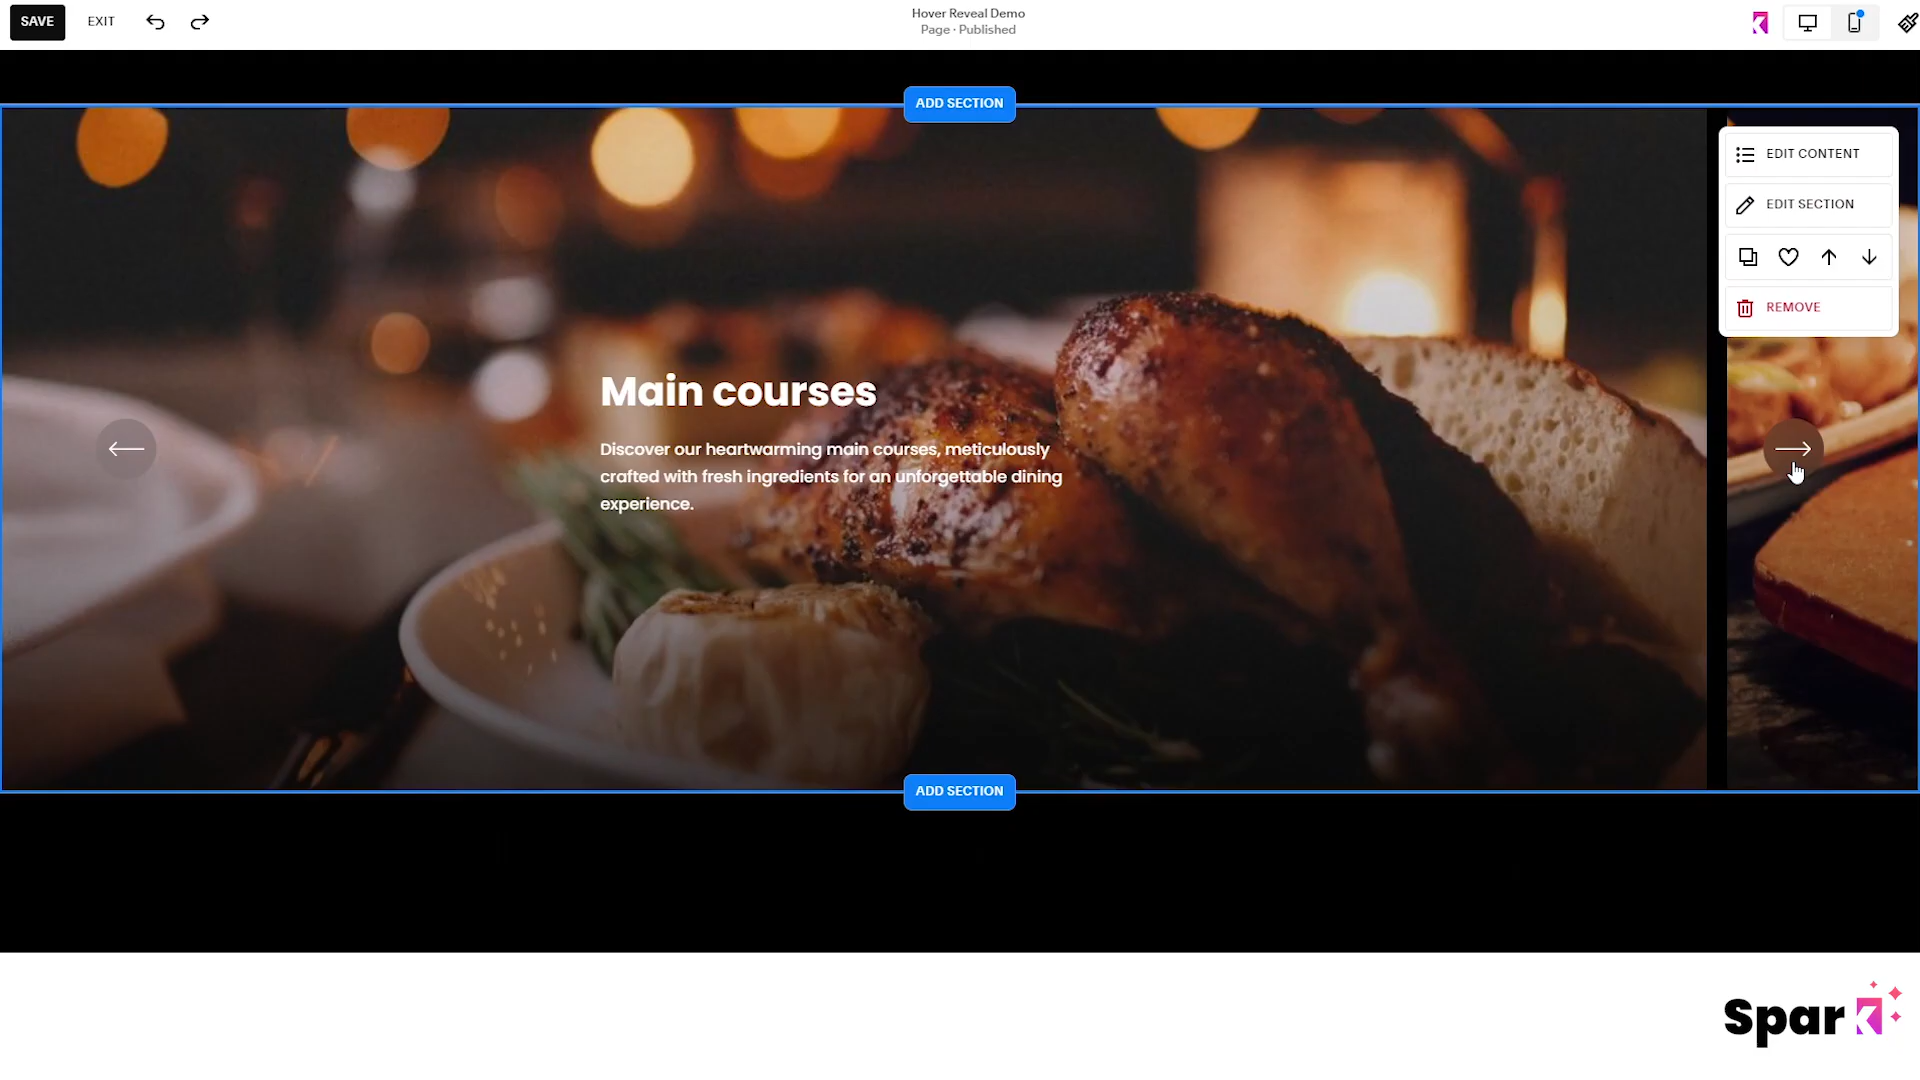 SAVE
EXIT
Hover Reveal Demo
Page · Published
ADD SECTION
EDIT CONTENT
EDIT SECTION
REMOVE
Main courses
Discover our heartwarming main courses, meticulously
crafted with fresh ingredients for an unforgettable dining
experience.
ADD SECTION
Spark